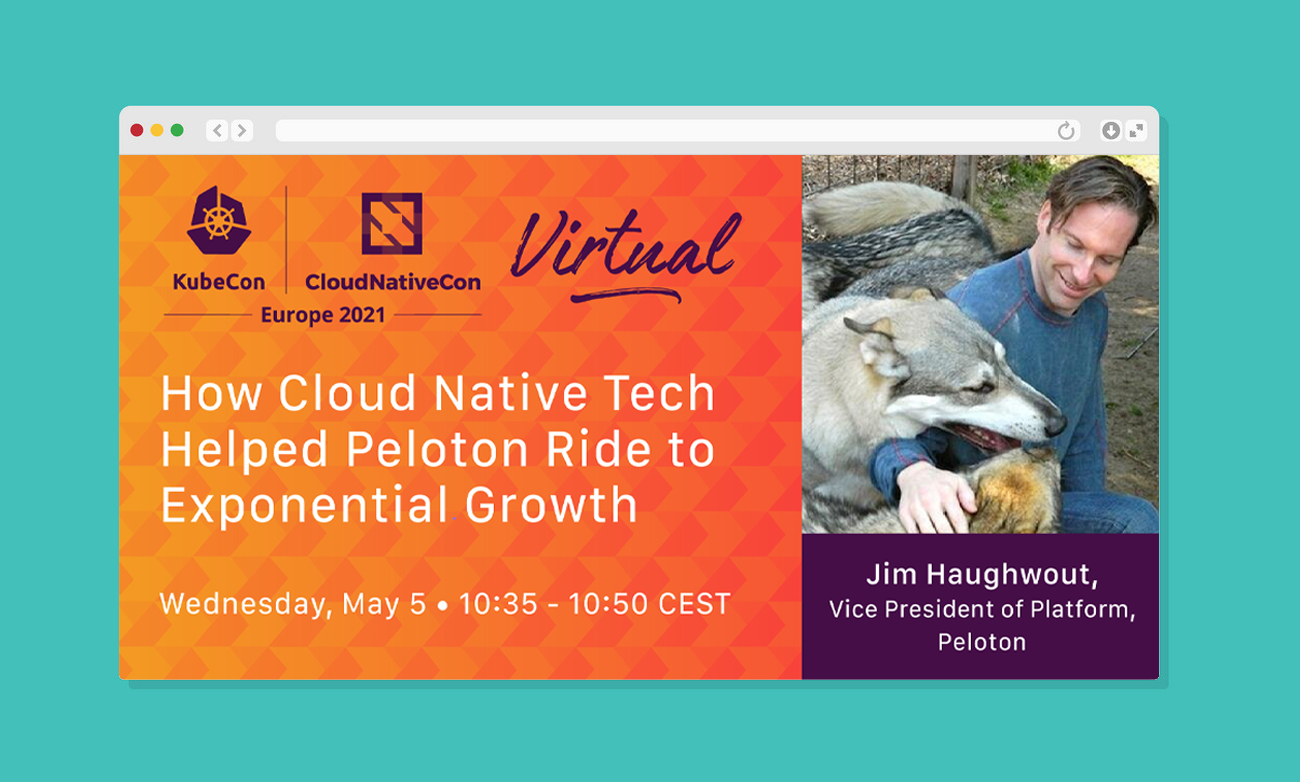 KubeCon
CloudNativeCon
Europe 2021
Virtual
How Cloud Native Tech
Helped Peloton Ride to
Exponential Growth
Wednesday, May 5 • 10:35 - 10:50 CEST
Jim Haughwout,
Vice President of Platform,
Peloton